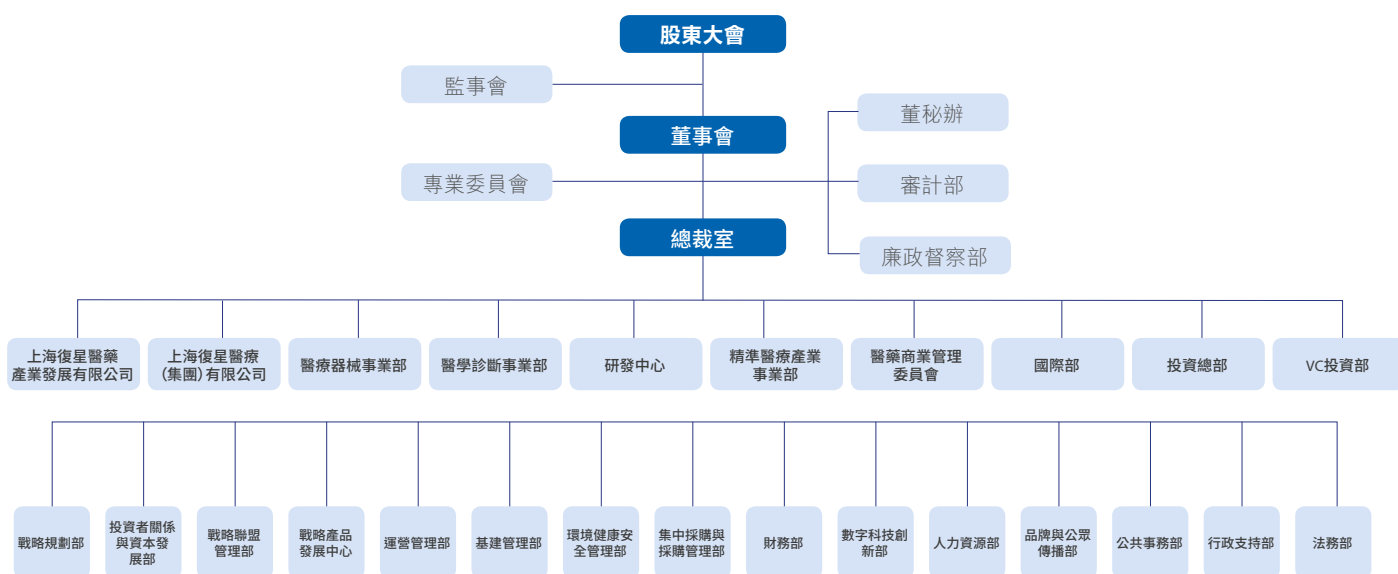 股東大會
監事會
董秘辦
董事會
專業委員會
審計部
總裁室
廉政督察部
上海復星醫藥
產業發展有限公司
上海復星醫療
(集團)有限公司
醫療器械事業部
醫學診斷事業部
研發中心
精準醫療產業
事業部
醫藥商業管理
委員會
國際部
投資總部
VC投資部
戰略規劃部
投資者關係
與資本發
展部
戰略聯盟
管理部
戰略產品
發展中心
運營管理部
基建管理部
環境健康安
全管理部
集中採購與
採購管理部
財務部
數字科技創
新部
人力資源部
品牌與公眾
傳播部
公共事務部
行政支持部
法務部